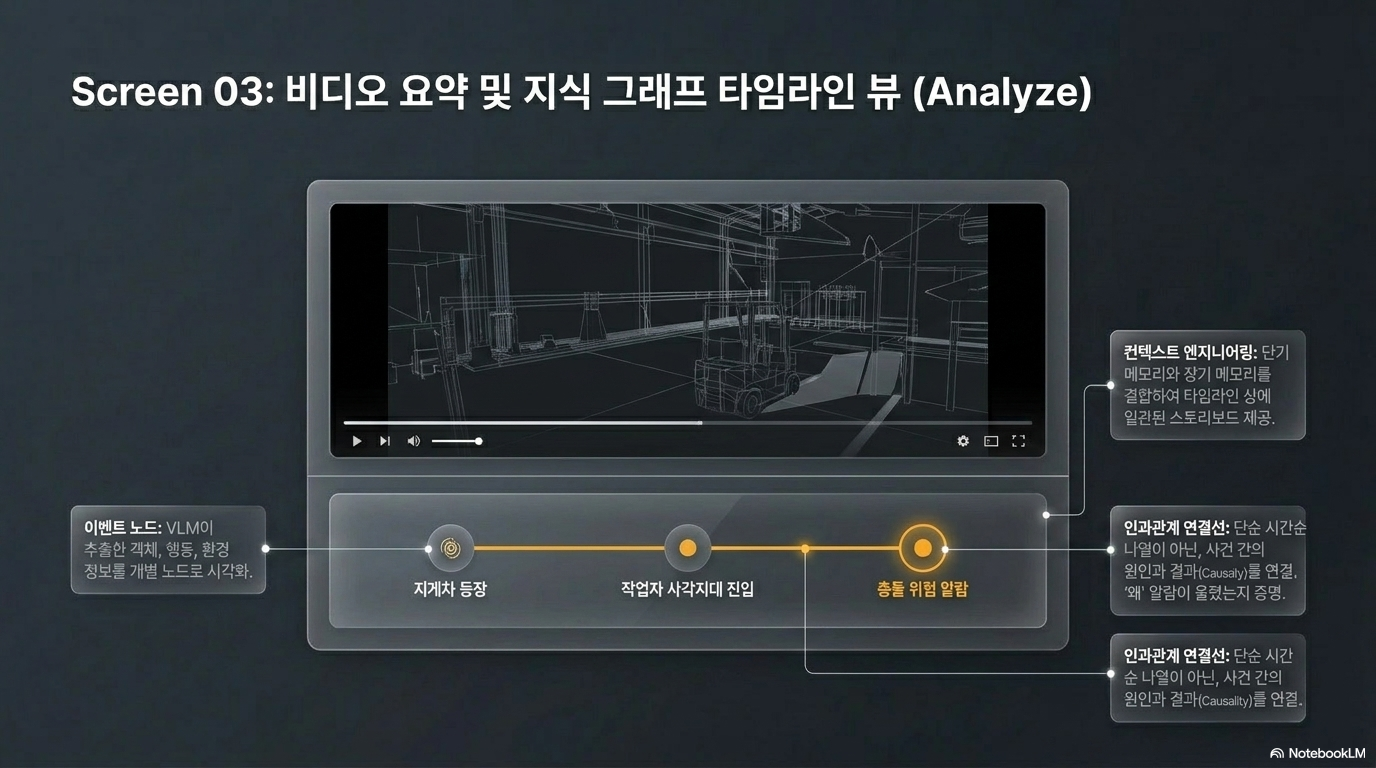 Screen 03: 비디오 요약 및 지식 그래프 타임라인 뷰 (Analyze)
컨텍스트 엔지니어링: 단기
메모리와 장기 메모리를
결합하여 타임라인 상에
일관된 스토리보드 제공.
이벤트 노드: VLM이
추출한 객체, 행동, 환경
정보를 개별 노드로 시각화.
지게차 등장
작업자 사각지대 진입
충돌 위험 알람
인과관계 연결선: 단순 시간순
나열이 아닌, 사건 간의
원인과 결과(Causaly)를 연결.
'왜' 알람이 울렸는지 증명.
인과관계 연결선: 단순 시간
순 나열이 아닌, 사건 간의
원인과 결과(Causality)를 연결.
NotebookLM